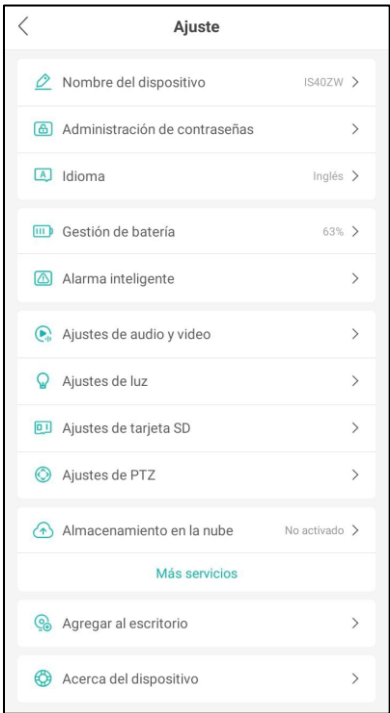 Ajuste
Nombre del dispositivo IS40ZW
Administración de contraseñas
Idioma Inglés
Gestión de batería 63%
Alarma inteligente
Ajustes de audio y video
Ajustes de luz
Ajustes de tarjeta SD
Ajustes de PTZ
Almacenamiento en la nube No activado
Más servicios
Agregar al escritorio
Acerca del dispositivo